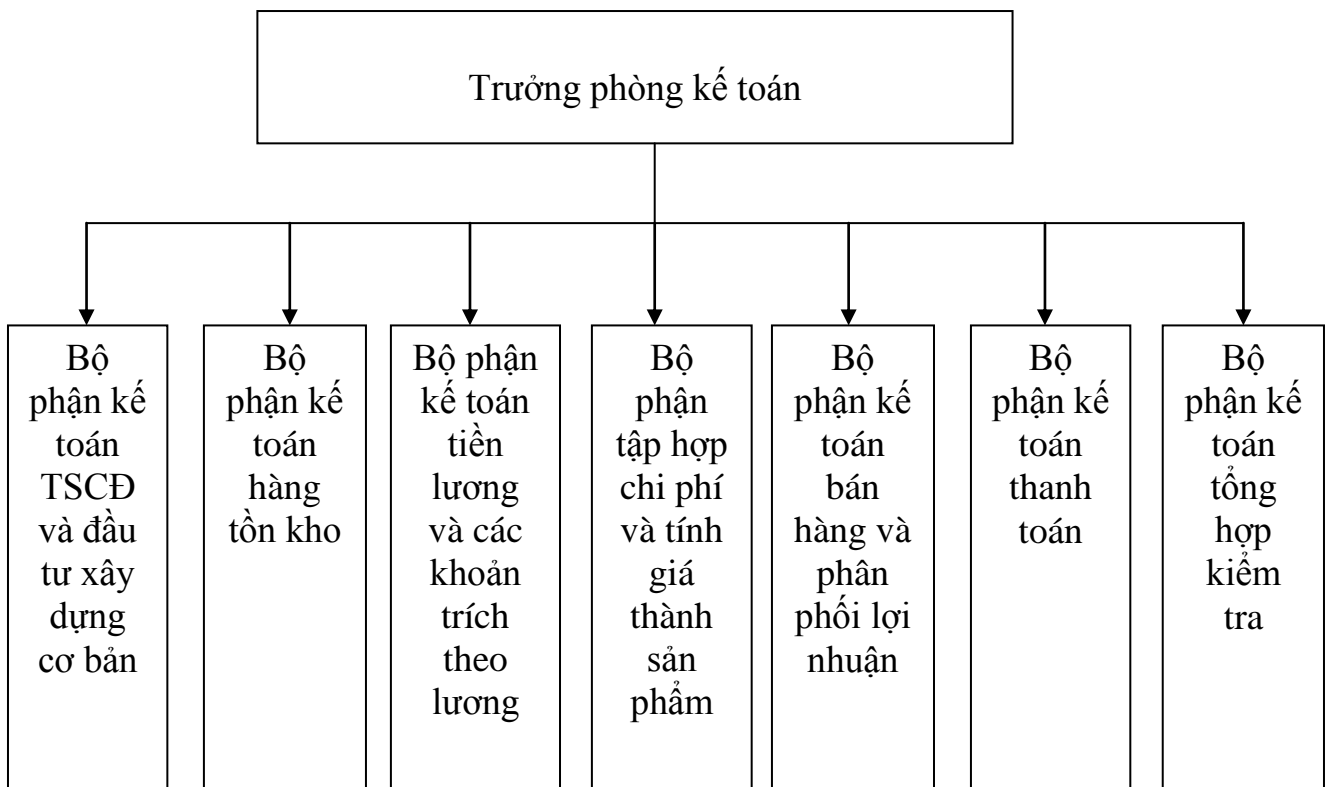 Trưởng phòng kế toán
Bộ
phận kế
toán
TSCĐ
và đầu
tư xây
dựng
cơ bản
Bộ
phận kế
toán
hàng
tồn kho
Bộ phận
kế toán
tiền
lương
và các
khoản
trích
theo
lương
Bộ
phận
tập hợp
chi phí
và tính
giá
thành
sản
phẩm
Bộ
phận kế
toán
bán
hàng và
phân
phối lợi
nhuận
Bộ
phận kế
toán
thanh
toán
Bộ
phận kế
toán
tổng
hợp
kiểm
tra